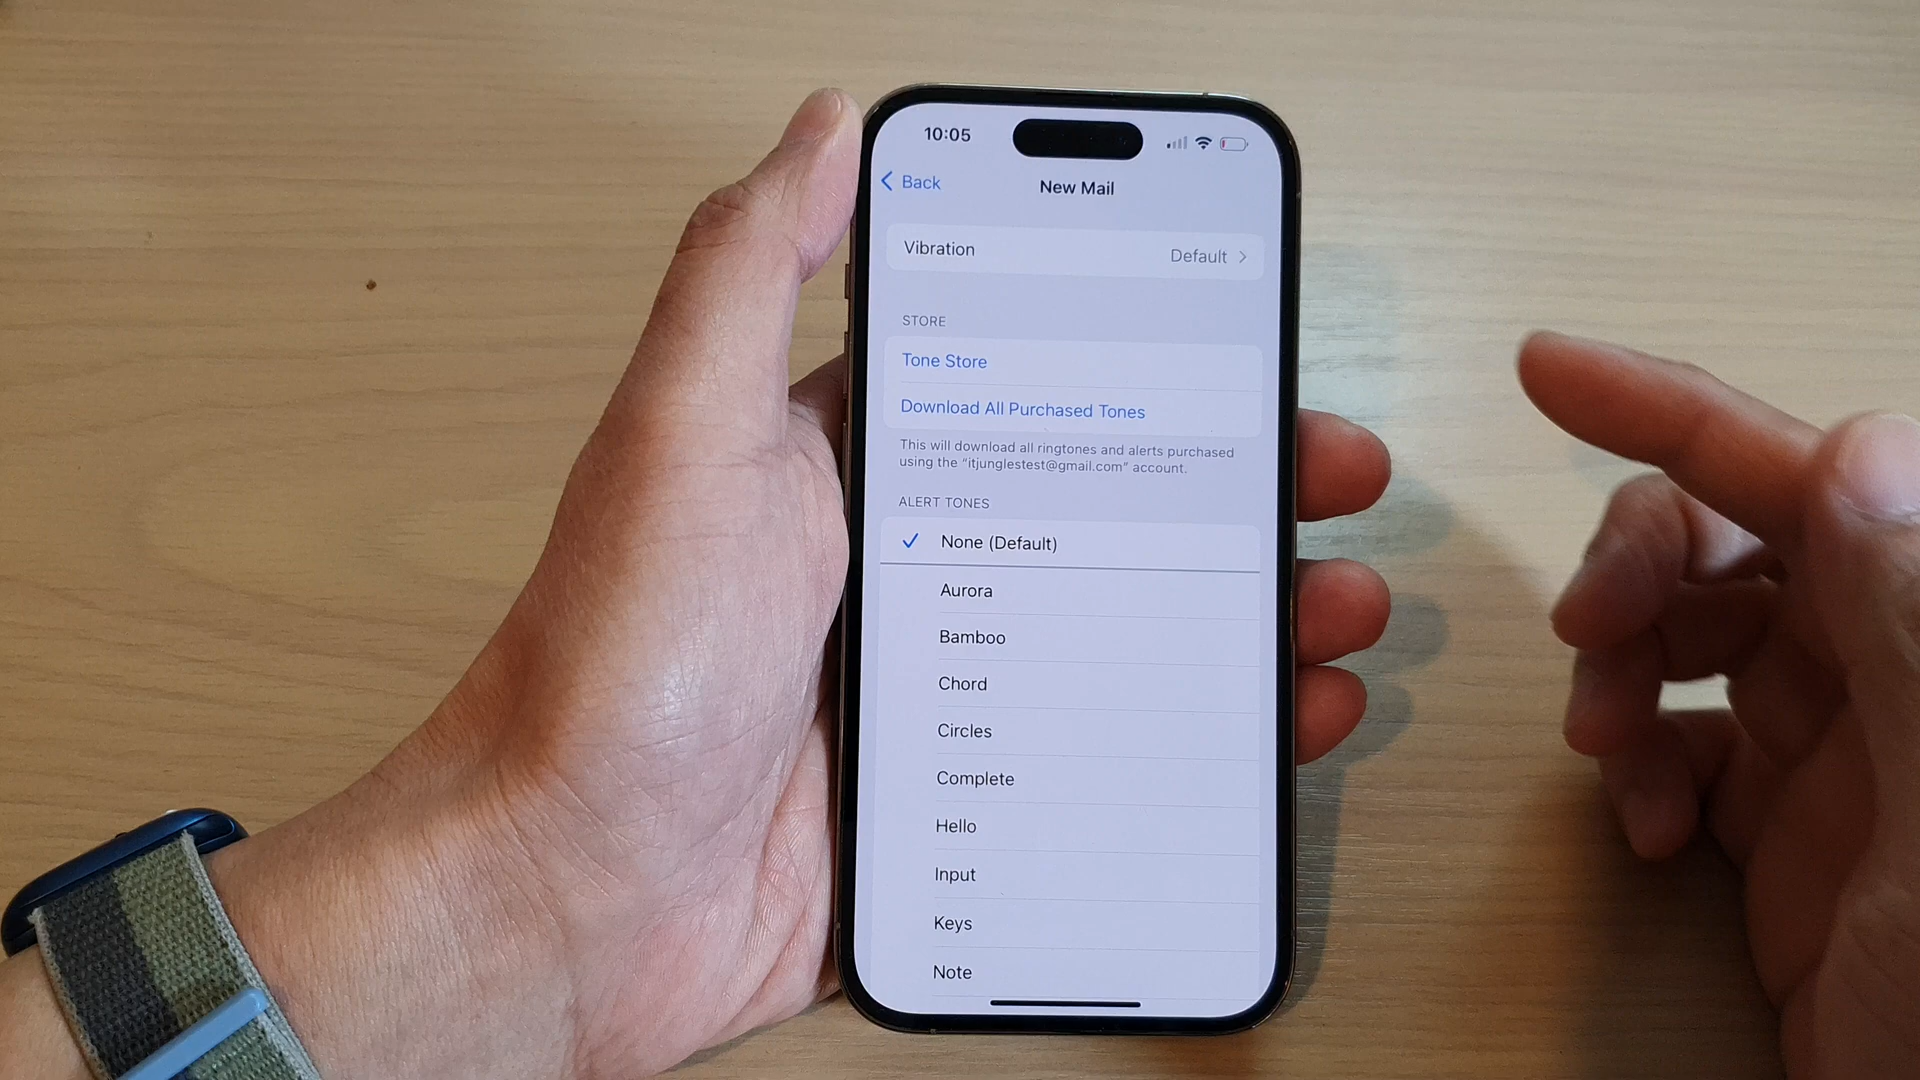 10:05
Back
New Mail
Vibration Default
STORE
Tone Store
Download All Purchased Tones
This will download all ringtones and alerts purchased
using the “itjunglestest@gmail.com” account.
ALERT TONES
None (Default)
Aurora
Bamboo
Chord
Circles
Complete
Hello
Input
Keys
Note